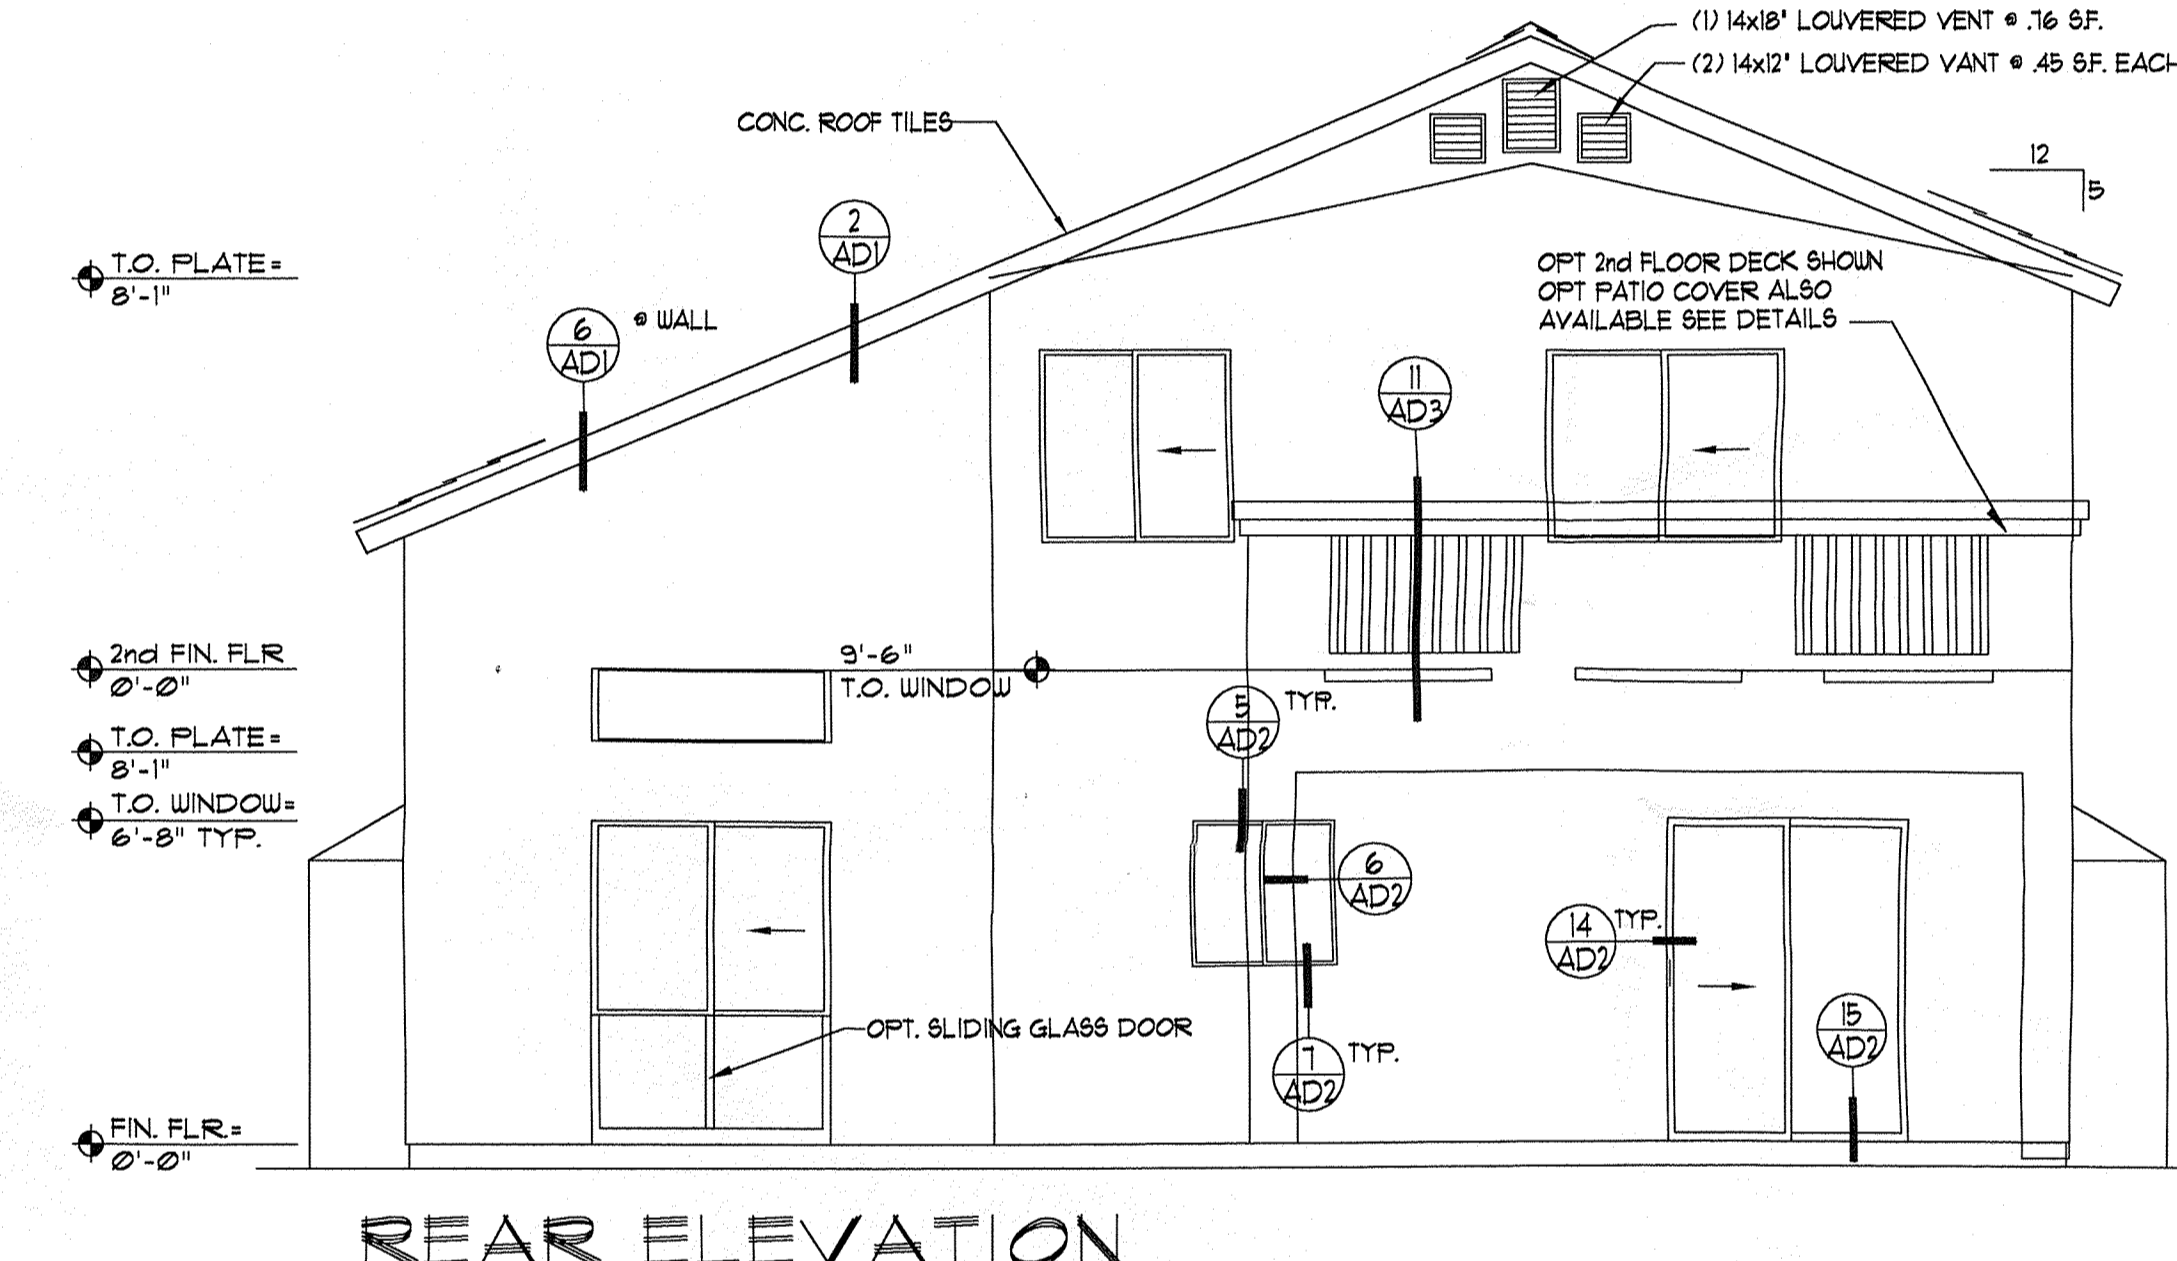 (1) 14x18" LOUVERED VENT @ .76 S.F.
(2) 14x12" LOUVERED VANT @ .45 S.F. EACH
CONC. ROOF TILES
12
5
2
AD1
T.O. PLATE=
8'-1"
6
AD1
@ WALL
OPT 2nd FLOOR DECK SHOWN
OPT PATIO COVER ALSO
AVAILABLE SEE DETAILS
11
AD3
2nd FIN. FLR
0'-0"
9'-6"
T.O. WINDOW
5
AD2
TYP.
T.O. PLATE=
8'-1"
T.O. WINDOW=
6'-8" TYP.
6
AD2
14
AD2
TYP.
15
AD2
OPT. SLIDING GLASS DOOR
7
AD2
TYP.
FIN. FLR.=
0'-0"
REAR ELEVATION